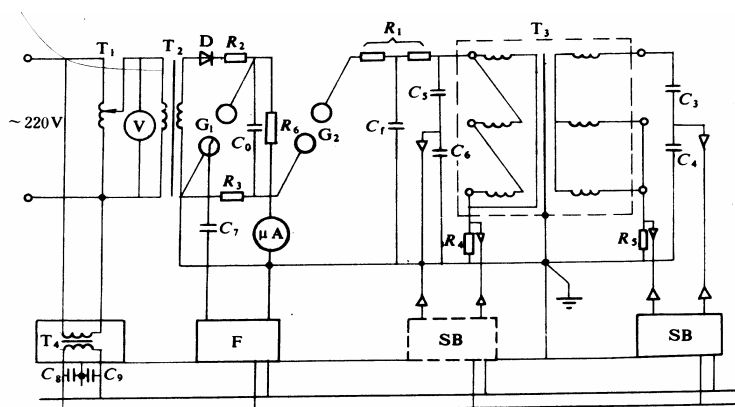 T₁ T₂ D R₂ R₁ T₃
~220V V G₁ C₀ R₆ G₂ C₅ C₃
R₃ C_f C₆ C₄
C₇ μA R₄ R₅
T₄ F SB SB
C₈ C₉